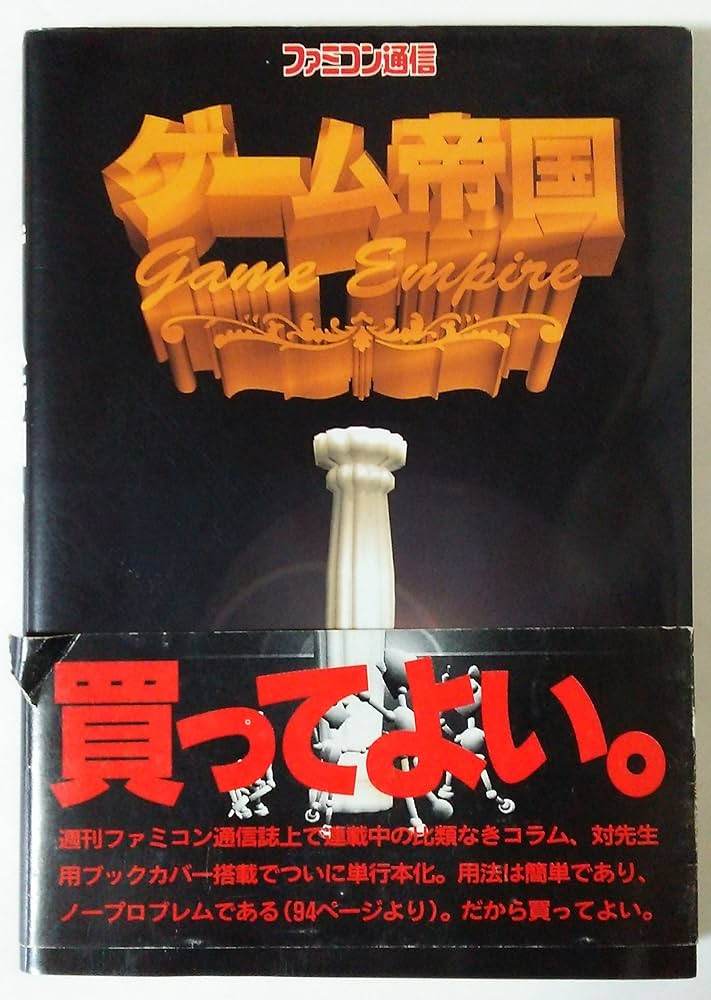 ファミコン通信
ゲーム帝国
Game Empire
買ってよい。
週刊ファミコン通信誌上で連載中の比類なきコラム、対先生
用ブックカバー搭載でついに単行本化。用法は簡単であり、
ノープロブレムである(94ページより)。だから買ってよい。